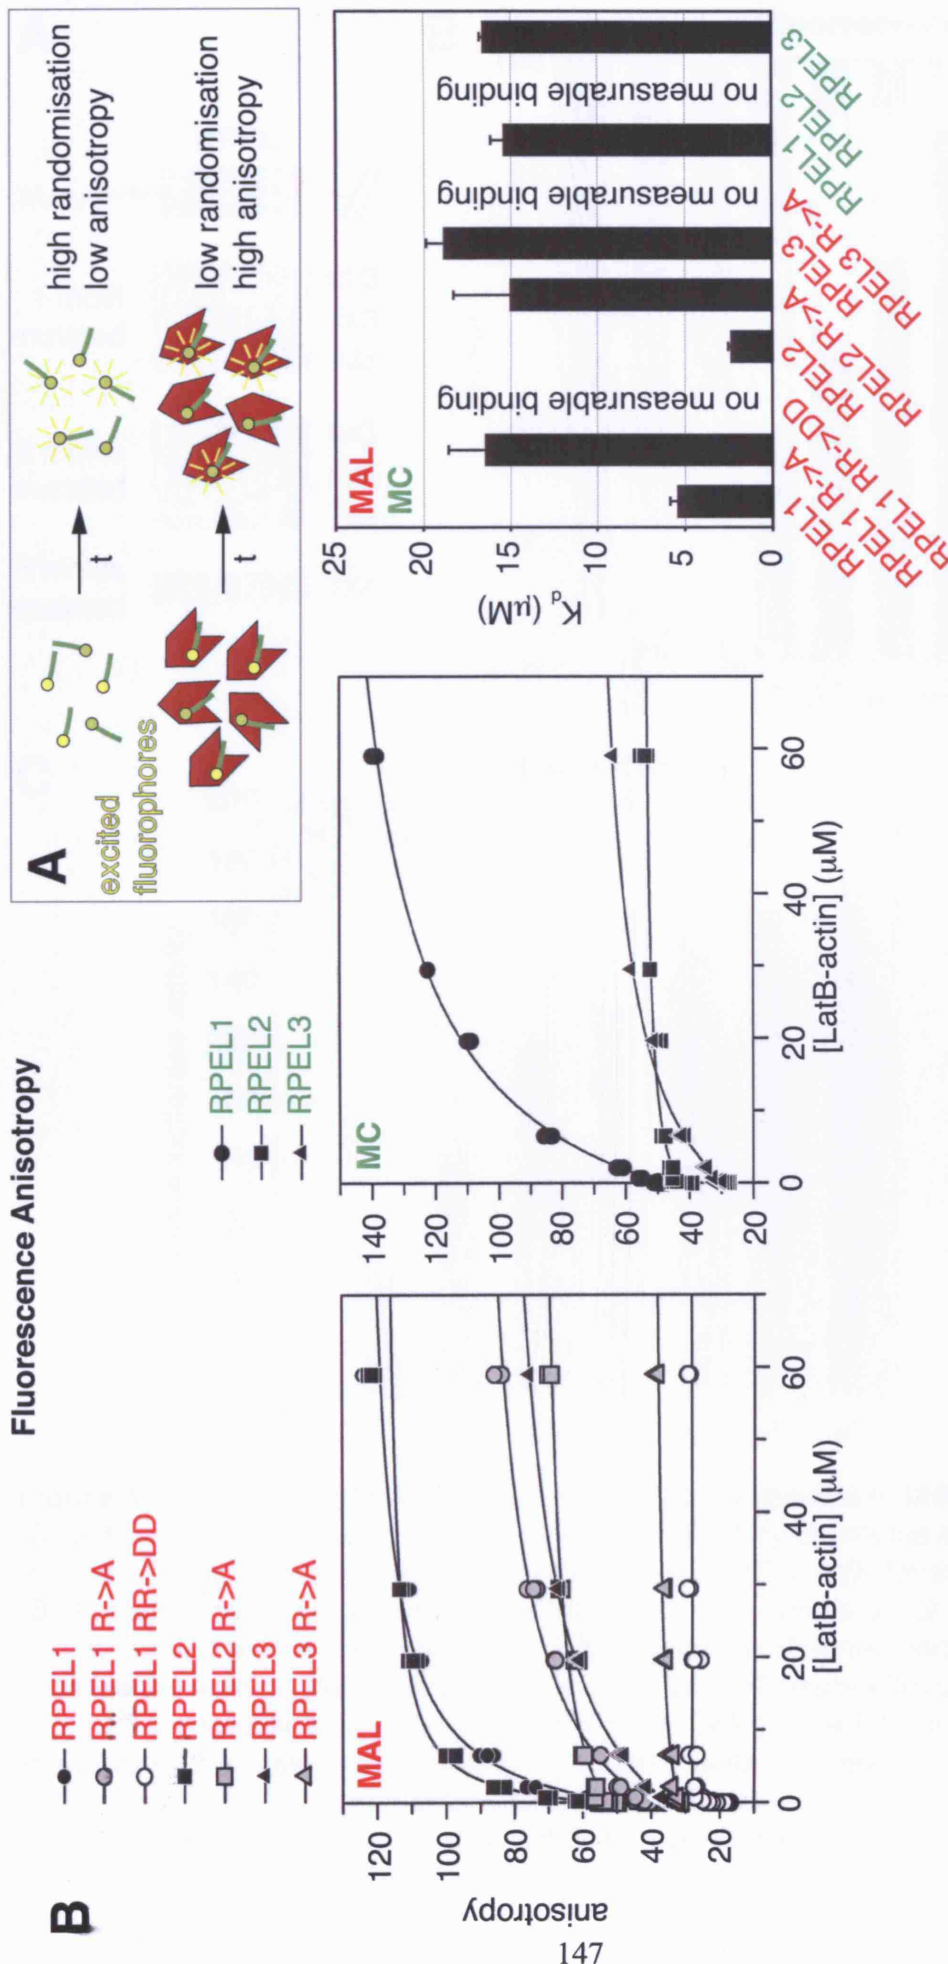 Fluorescence Anisotropy
A
excited
fluorophores
t
high randomisation
low anisotropy
t
low randomisation
high anisotropy
B
RPEL1
RPEL1 R->A
RPEL1 RR->DD
RPEL2
RPEL2 R->A
RPEL3
RPEL3 R->A
RPEL1
RPEL2
RPEL3
MAL
anisotropy
120
100
80
60
40
20
0
20
40
60
[LatB-actin] (µM)
MC
140
120
100
80
60
40
20
0
20
40
60
[LatB-actin] (µM)
MAL
MC
K_d (µM)
25
20
15
10
5
0
no measurable binding
no measurable binding
no measurable binding
RPEL1
RPEL1 R->A
RPEL1 RR->DD
RPEL2
RPEL2 R->A
RPEL3
RPEL3 R->A
RPEL1
RPEL2
RPEL3
147